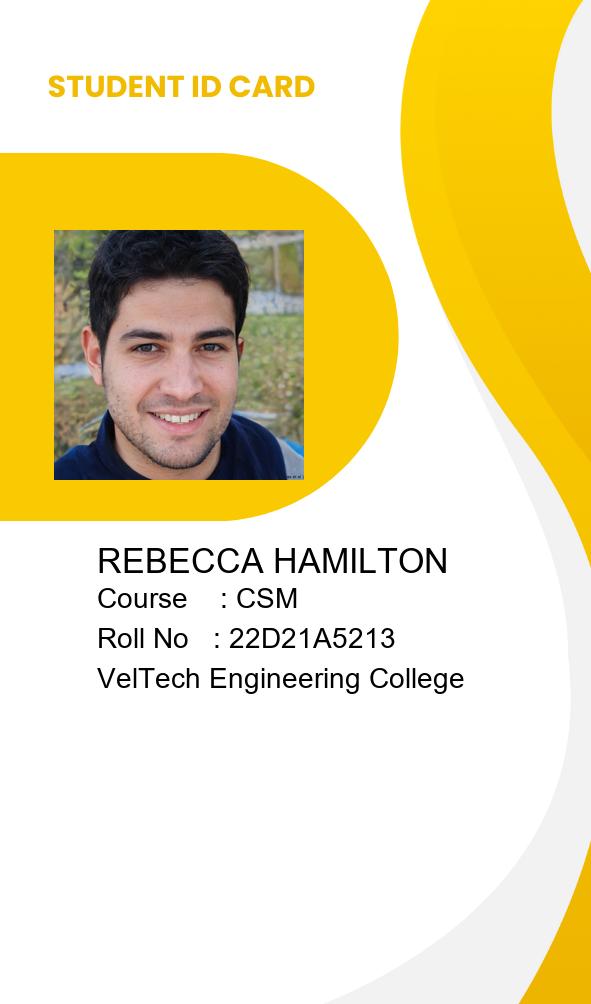 STUDENT ID CARD
REBECCA HAMILTON
Course : CSM
Roll No : 22D21A5213
VelTech Engineering College